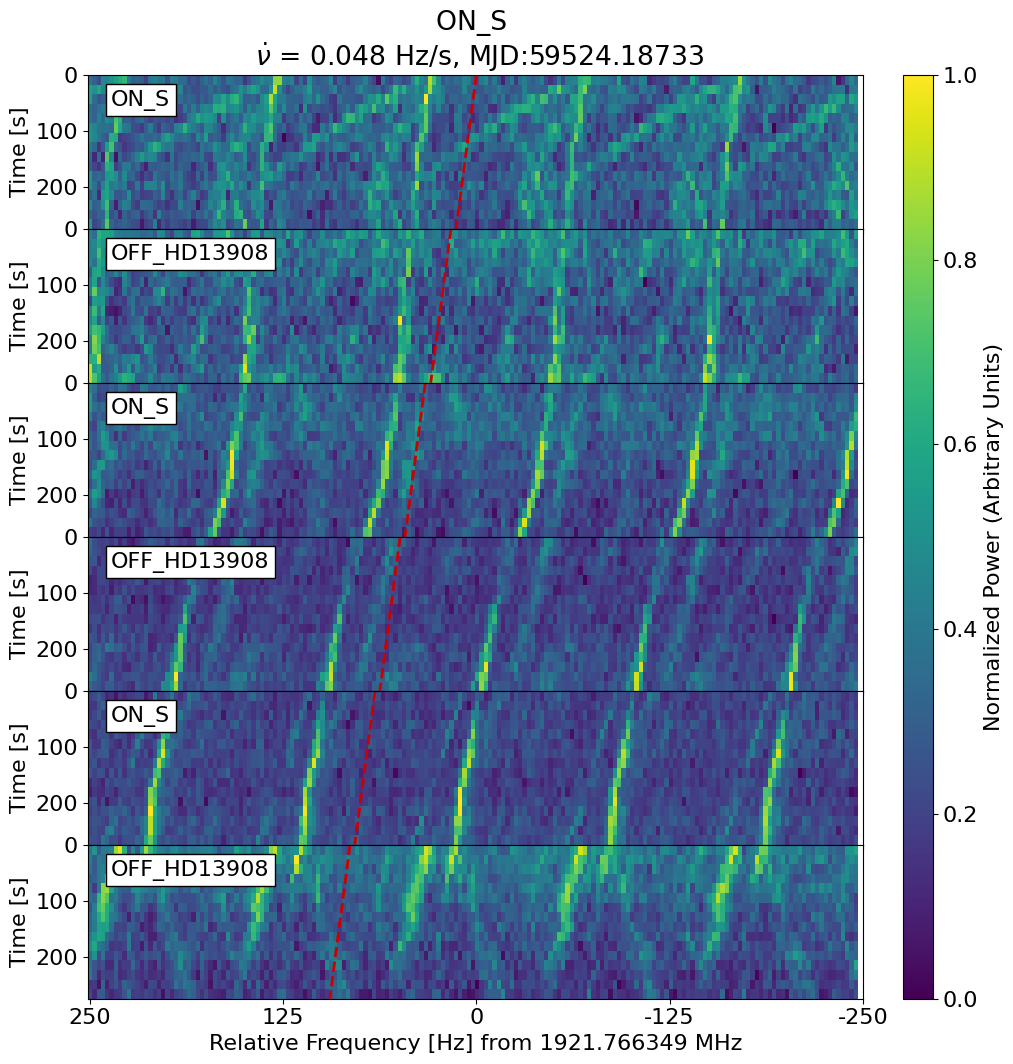 ON_S
ν̇ = 0.048 Hz/s, MJD:59524.18733
0
ON_S
100
200
Time [s]
0
OFF_HD13908
100
200
Time [s]
0
ON_S
100
200
Time [s]
0
OFF_HD13908
100
200
Time [s]
0
ON_S
100
200
Time [s]
0
OFF_HD13908
100
200
Time [s]
250 125 0 -125 -250
Relative Frequency [Hz] from 1921.766349 MHz
1.0
0.8
0.6
0.4
0.2
0.0
Normalized Power (Arbitrary Units)